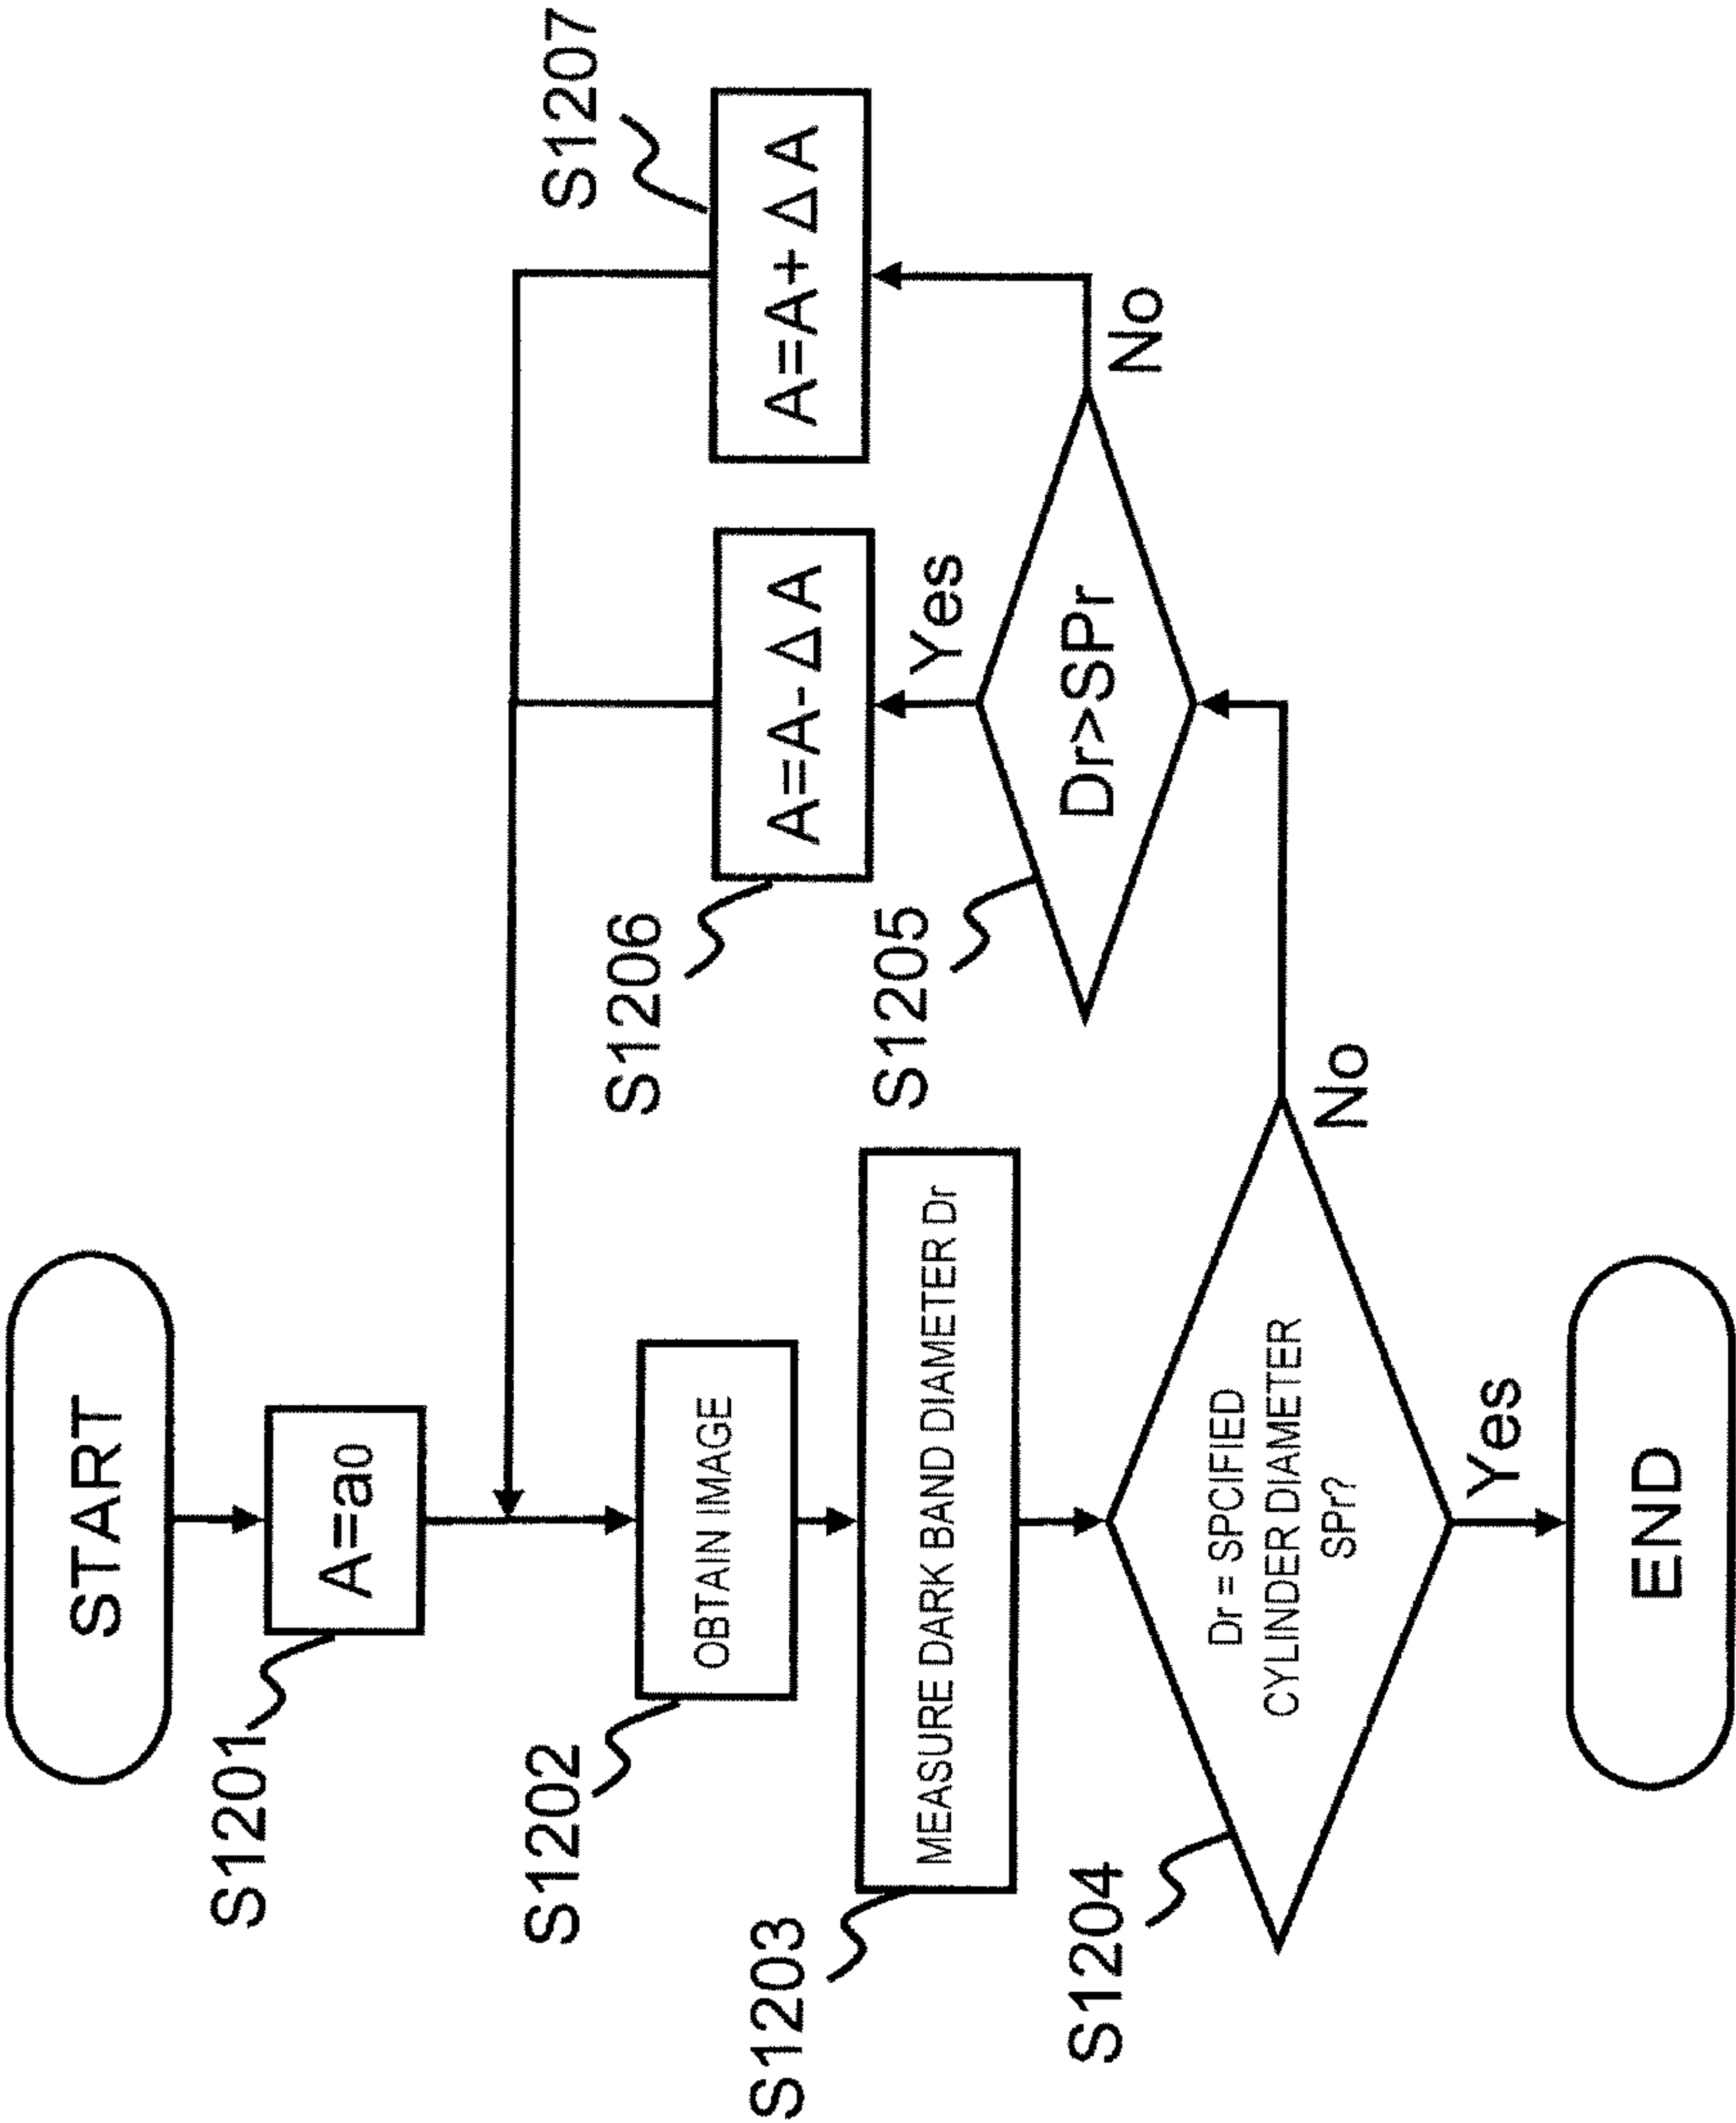 START
S1201
A=a0
S1202
OBTAIN IMAGE
S1203
MEASURE DARK BAND DIAMETER Dr
S1204
Dr = SPCIFIED
CYLINDER DIAMETER
SPr?
Yes
No
END
S1205
Dr>SPr
Yes
No
S1206
A=A-ΔA
S1207
A=A+ΔA